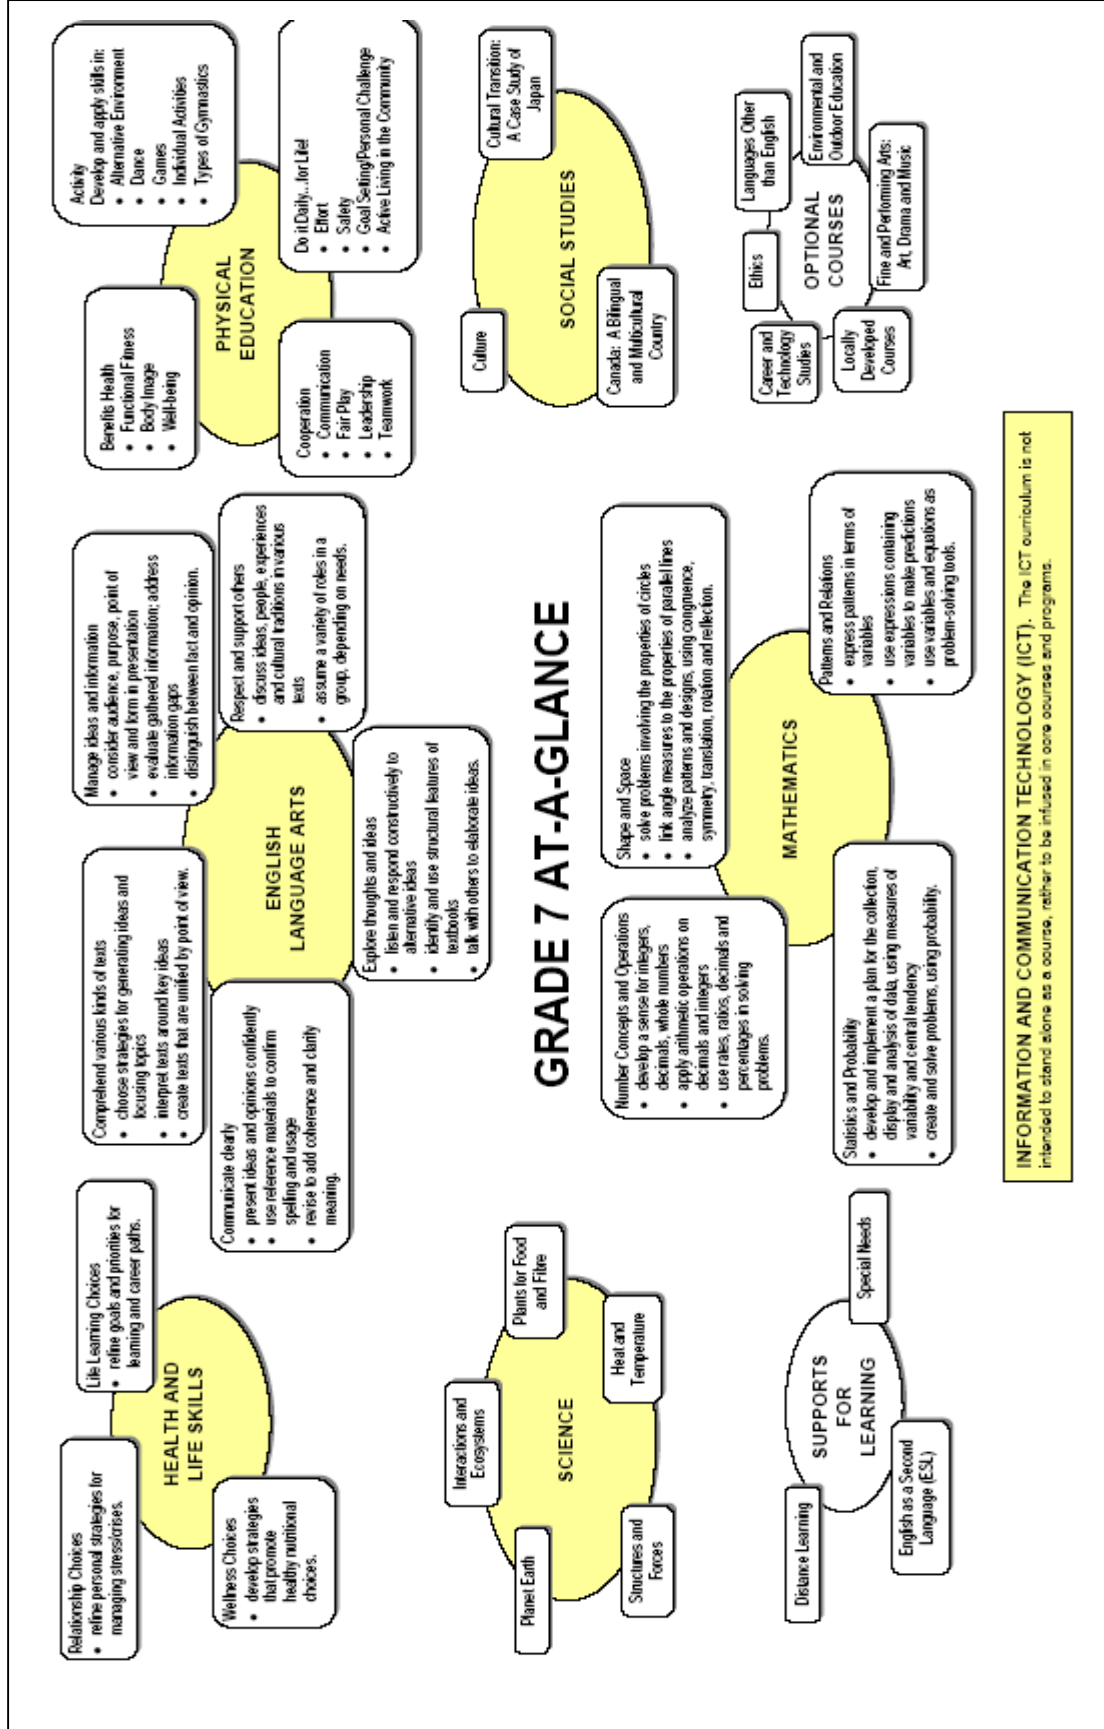 HEALTH AND
LIFE SKILLS
Relationship Choices
• refine personal strategies for
managing stress/crises.
Life Learning Choices
• refine goals and priorities for
learning and career paths.
Wellness Choices
• develop strategies
that promote
healthy nutritional
choices.
ENGLISH
LANGUAGE ARTS
Comprehend various kinds of texts
• choose strategies for generating ideas and
focusing topics
• interpret texts around key ideas
• create texts that are unified by point of view.
Manage ideas and information
• consider audience, purpose, point of
view and form in presentation
• evaluate gathered information; address
information gaps
• distinguish between fact and opinion.
Communicate clearly
• present ideas and opinions confidently
• use reference materials to confirm
spelling and usage
• revise to add coherence and clarity
meaning.
Respect and support others
• discuss ideas, people, experiences
and cultural traditions in various
texts
• assume a variety of roles in a
group, depending on needs.
Explore thoughts and ideas
• listen and respond constructively to
alternative ideas
• identify and use structural features of
textbooks
• talk with others to elaborate ideas.
PHYSICAL
EDUCATION
Benefits Health
• Functional Fitness
• Body Image
• Well-being
Activity
Develop and apply skills in:
• Alternative Environment
• Dance
• Games
• Individual Activities
• Types of Gymnastics
Cooperation
• Communication
• Fair Play
• Leadership
• Teamwork
Do it Daily...for Life!
• Effort
• Safety
• Goal Setting/Personal Challenge
• Active Living in the Community
GRADE 7 AT-A-GLANCE
SCIENCE
Planet Earth
Interactions and
Ecosystems
Plants for Food
and Fibre
Structures and
Forces
Heat and
Temperature
SOCIAL STUDIES
Culture
Cultural Transition:
A Case Study of
Japan
Canada: A Bilingual
and Multicultural
Country
MATHEMATICS
Number Concepts and Operations
• develop a sense for integers,
decimals, whole numbers
• apply arithmetic operations on
decimals and integers
• use rates, ratios, decimals and
percentages in solving
problems.
Shape and Space
• solve problems involving the properties of circles
• link angle measures to the properties of parallel lines
• analyze patterns and designs, using congruence,
symmetry, translation, rotation and reflection.
Statistics and Probability
• develop and implement a plan for the collection,
display and analysis of data, using measures of
variability and central tendency
• create and solve problems, using probability.
Patterns and Relations
• express patterns in terms of
variables
• use expressions containing
variables to make predictions
• use variables and equations as
problem-solving tools.
SUPPORTS
FOR
LEARNING
Distance Learning
Special Needs
English as a Second
Language (ESL)
OPTIONAL
COURSES
Career and
Technology
Studies
Ethics
Languages Other
than English
Environmental and
Outdoor Education
Locally
Developed
Courses
Fine and Performing Arts:
Art, Drama and Music
INFORMATION AND COMMUNICATION TECHNOLOGY (ICT). The ICT curriculum is not
intended to stand alone as a course, rather to be infused in core courses and programs.